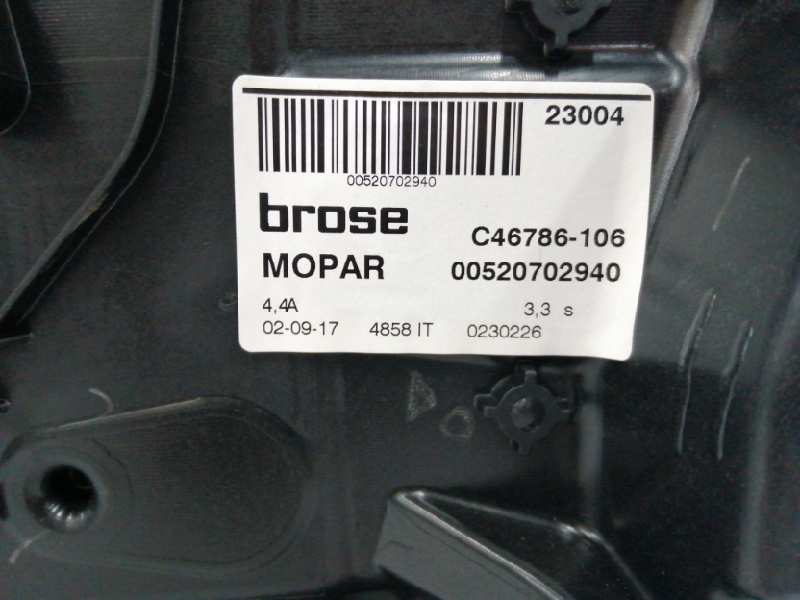 23004
00520702940
brose
C46786-106
MOPAR 00520702940
4,4A 3,3 s
02-09-17 4858 IT 0230226